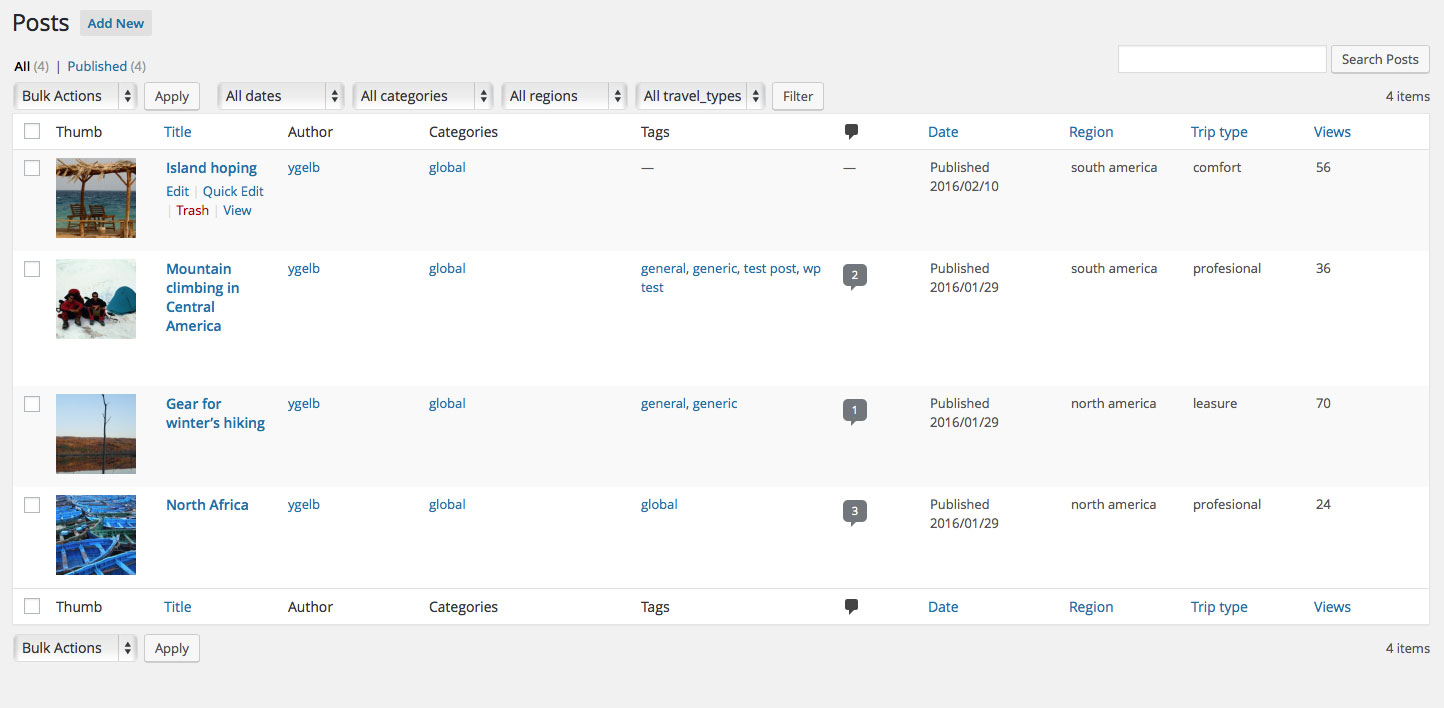 Posts Add New
All (4) | Published (4)
Search Posts
Bulk Actions Apply All dates All categories All regions All travel_types Filter 4 items
Thumb Title Author Categories Tags Date Region Trip type Views
Island hoping ygelb global — — Published south america comfort 56
2016/02/10
Edit | Quick Edit
| Trash | View
Mountain ygelb global general, generic, test post, wp 2 Published south america profesional 36
climbing in test 2016/01/29
Central
America
Gear for ygelb global general, generic 1 Published north america leasure 70
winter’s hiking 2016/01/29
North Africa ygelb global global 3 Published north america profesional 24
2016/01/29
Thumb Title Author Categories Tags Date Region Trip type Views
Bulk Actions Apply 4 items